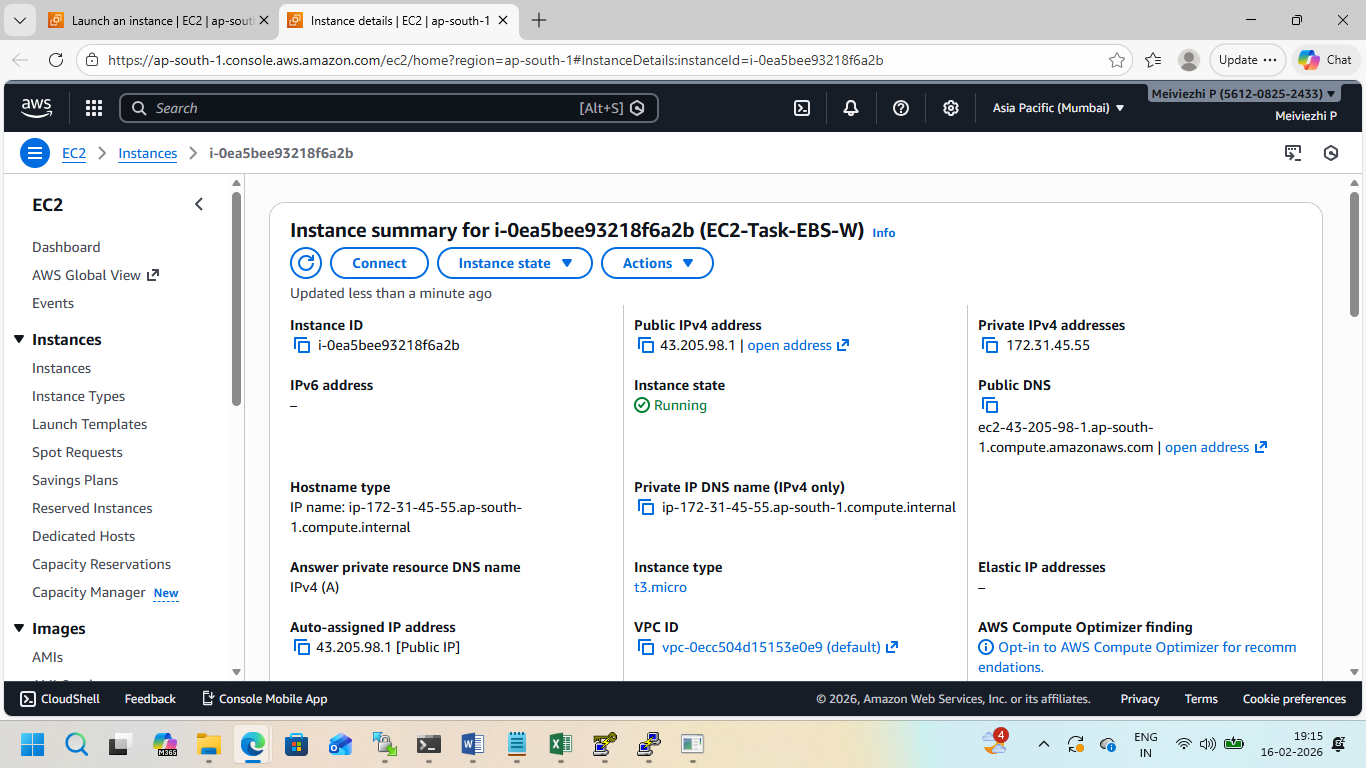 Launch an instance | EC2 | ap-sout
Instance details | EC2 | ap-south-1
https://ap-south-1.console.aws.amazon.com/ec2/home?region=ap-south-1#InstanceDetails:instanceId=i-0ea5bee93218f6a2b
Update
Chat
aws
Search
[Alt+S]
Asia Pacific (Mumbai)
Meiviezhi P (5612-0825-2433)
Meiviezhi P
EC2
Instances
i-0ea5bee93218f6a2b
EC2
Dashboard
AWS Global View
Events
Instances
Instances
Instance Types
Launch Templates
Spot Requests
Savings Plans
Reserved Instances
Dedicated Hosts
Capacity Reservations
Capacity Manager New
Images
AMIs
Instance summary for i-0ea5bee93218f6a2b (EC2-Task-EBS-W) Info
Connect
Instance state
Actions
Updated less than a minute ago
Instance ID
i-0ea5bee93218f6a2b
Public IPv4 address
43.205.98.1 | open address
Private IPv4 addresses
172.31.45.55
IPv6 address
–
Instance state
Running
Public DNS
ec2-43-205-98-1.ap-south-
1.compute.amazonaws.com | open address
Hostname type
IP name: ip-172-31-45-55.ap-south-
1.compute.internal
Private IP DNS name (IPv4 only)
ip-172-31-45-55.ap-south-1.compute.internal
Answer private resource DNS name
IPv4 (A)
Instance type
t3.micro
Elastic IP addresses
–
Auto-assigned IP address
43.205.98.1 [Public IP]
VPC ID
vpc-0ecc504d15153e0e9 (default)
AWS Compute Optimizer finding
Opt-in to AWS Compute Optimizer for recomm
endations.
CloudShell
Feedback
Console Mobile App
© 2026, Amazon Web Services, Inc. or its affiliates.
Privacy
Terms
Cookie preferences
M365
4
ENG
IN
19:15
16-02-2026